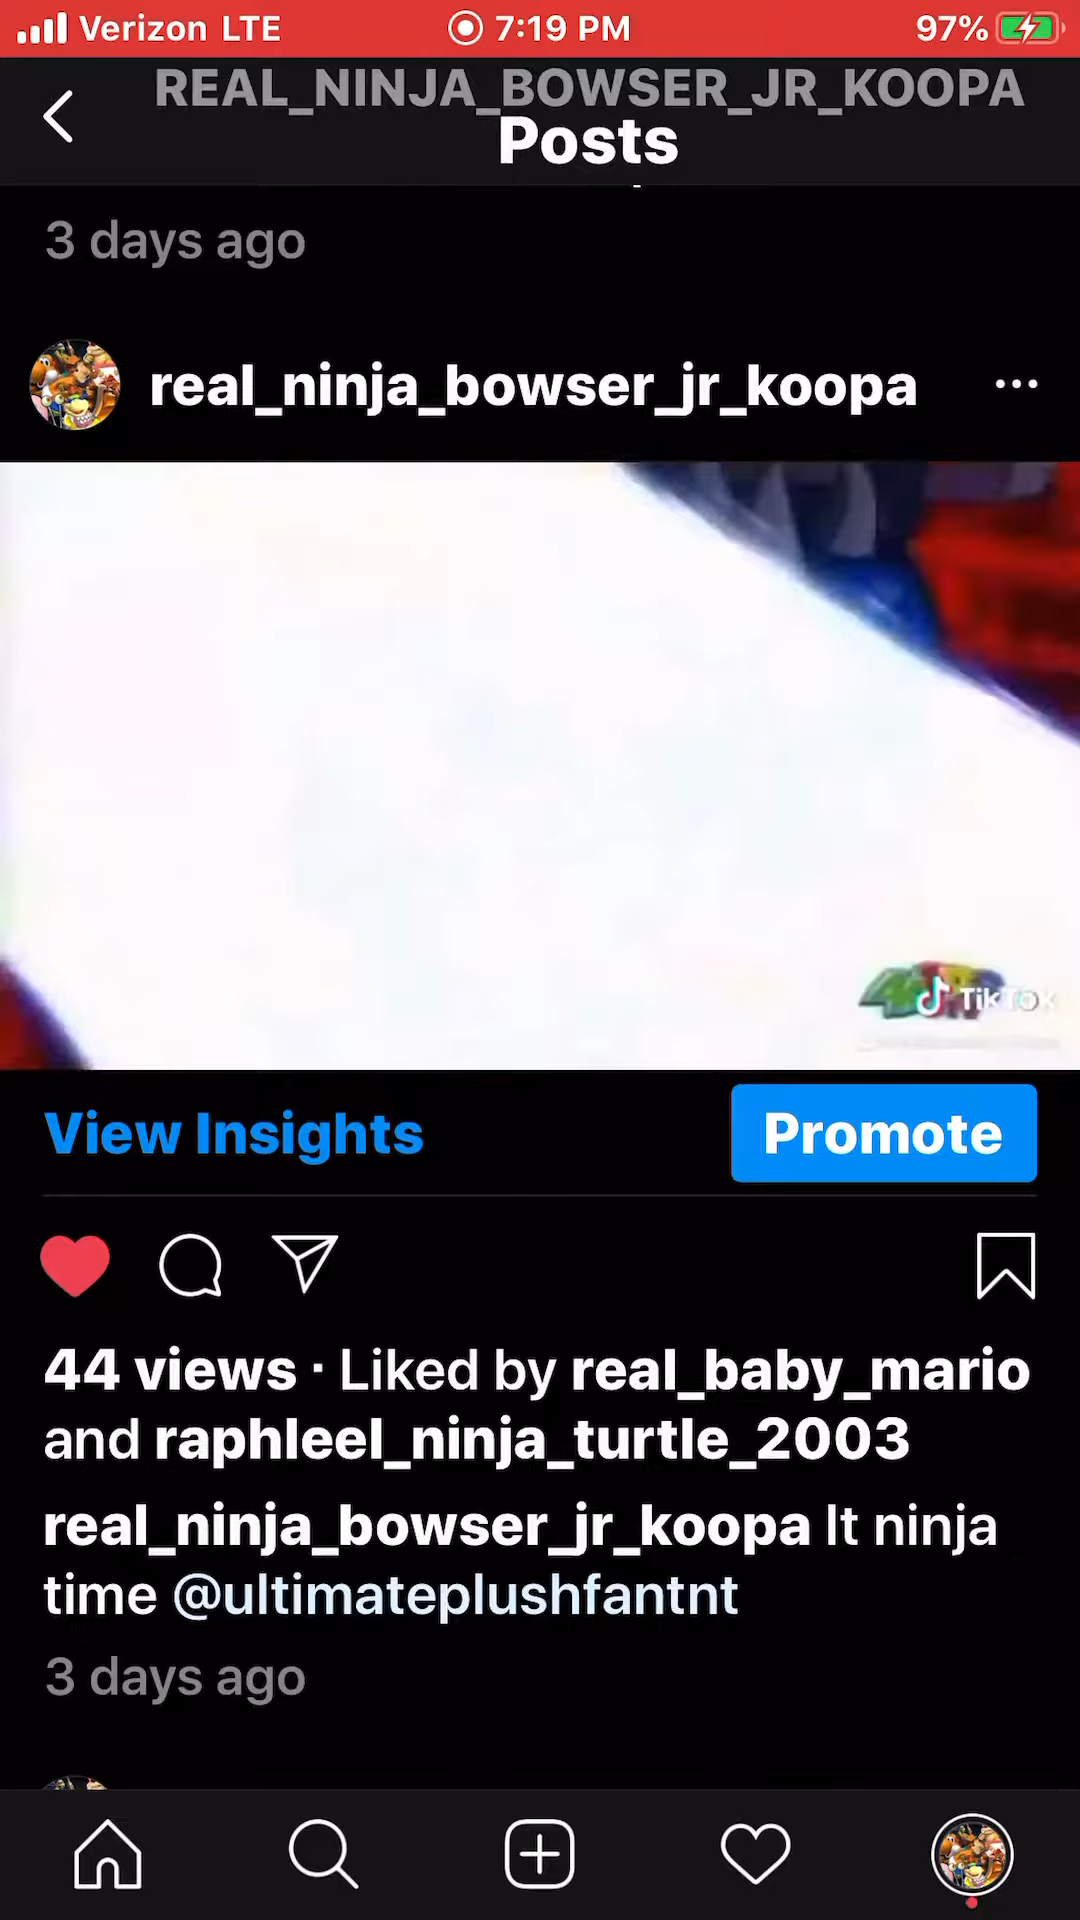 Verizon LTE 7:19 PM 97%
REAL_NINJA_BOWSER_JR_KOOPA
Posts
3 days ago
real_ninja_bowser_jr_koopa
TikTok
View Insights Promote
44 views · Liked by real_baby_mario
and raphleel_ninja_turtle_2003
real_ninja_bowser_jr_koopa It ninja
time @ultimateplushfantnt
3 days ago